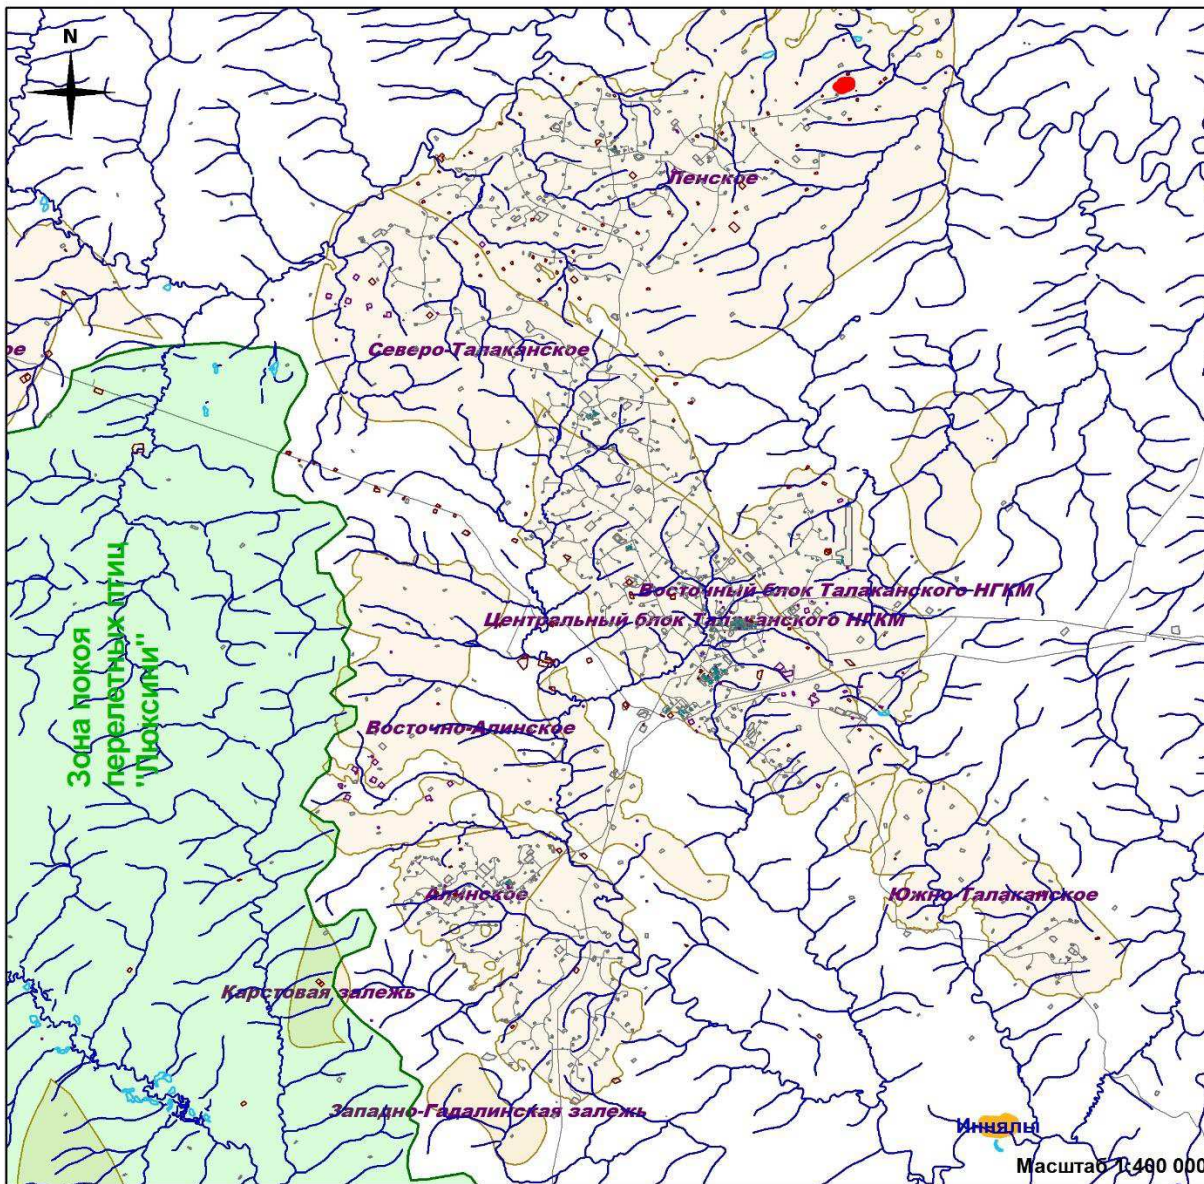 N
Ленское
Северо-Талаканское
ое
Восточный блок Талаканского НГКМ
Центральный блок Талаканского НГКМ
Зона покоя
перелетных птиц
"Люксини"
Восточно-Алинское
Алинское
Южно-Талаканское
Карстовая залежь
Западно-Гадалинская залежь
Иннялы
Масштаб 1:400 000